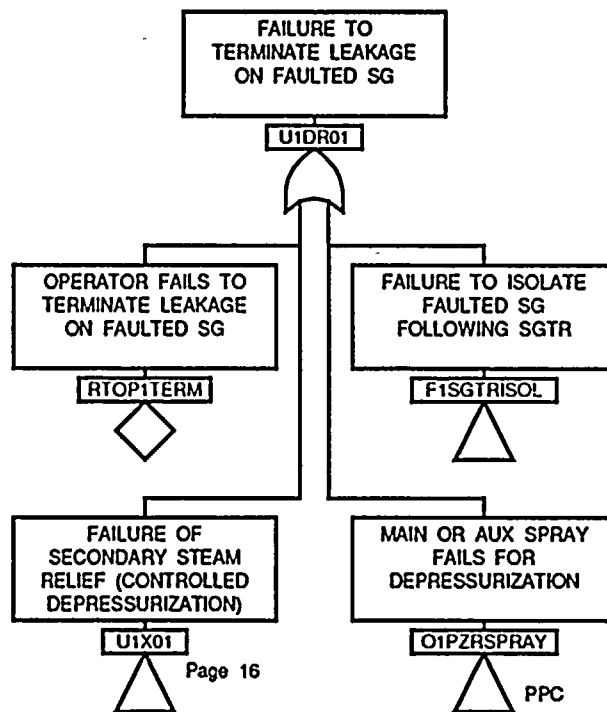 FAILURE TO
TERMINATE LEAKAGE
ON FAULTED SG
U1DR01
OPERATOR FAILS TO
TERMINATE LEAKAGE
ON FAULTED SG
RTOP1TERM
FAILURE TO ISOLATE
FAULTED SG
FOLLOWING SGTR
F1SGTRISOL
FAILURE OF
SECONDARY STEAM
RELIEF (CONTROLLED
DEPRESSURIZATION)
U1X01
Page 16
MAIN OR AUX SPRAY
FAILS FOR
DEPRESSURIZATION
O1PZRSPRAY
PPC